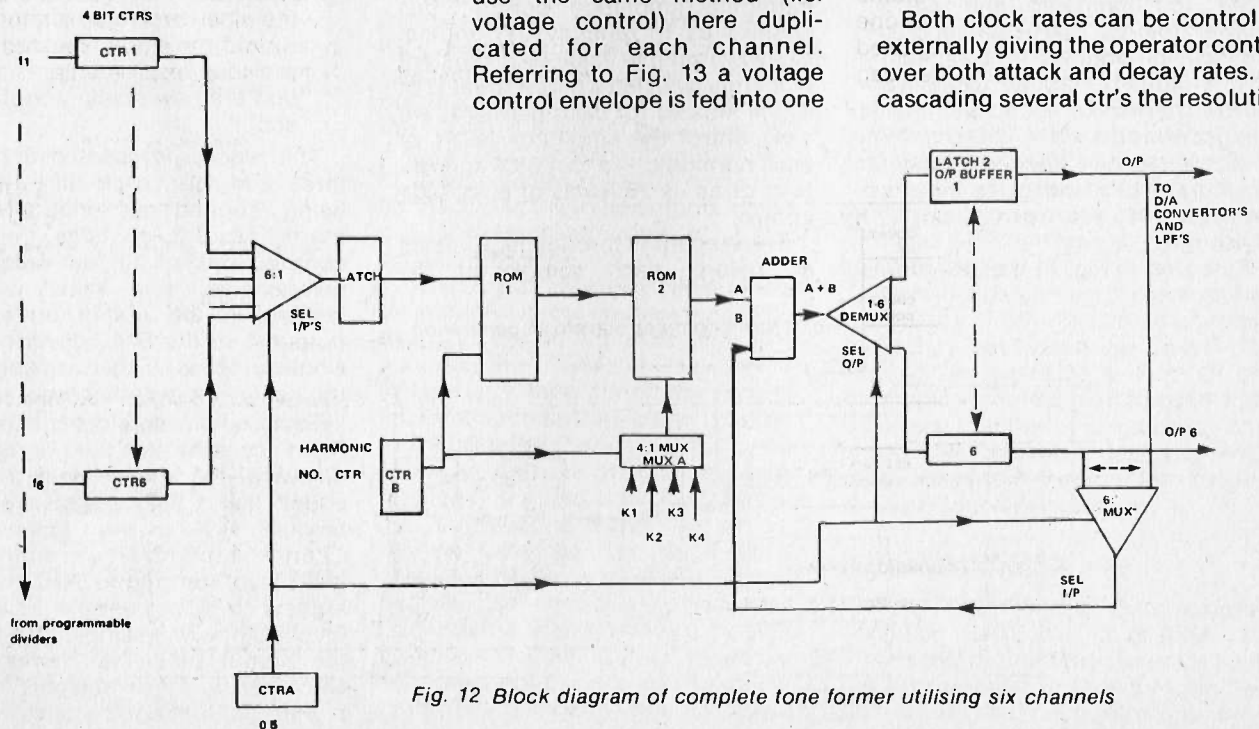 use the same method (i.e.
voltage control) here dupli-
cated for each channel.
Referring to Fig. 13 a voltage
control envelope is fed into one
Both clock rates can be control
externally giving the operator cont
over both attack and decay rates.
cascading several ctr's the resoluti
4 BIT CTRS
f1
CTR 1
1
f6
CTR6
from programmable
dividers
6:1
SEL
I/P'S
LATCH
ROM
1
ROM
2
HARMONIC
NO. CTR
CTR
B
4:1 MUX
MUX A
K1
K3
K2
K4
ADDER
A
B
A + B
1-6
DEMUX
SEL
O/P
LATCH 2
O/P BUFFER
1
O/P
TO
D/A
CONVERTOR'S
AND
LPF'S
6
O/P 6
6:
MUX
SEL
I/P
CTRA
Fig. 12 Block diagram of complete tone former utilising six channels